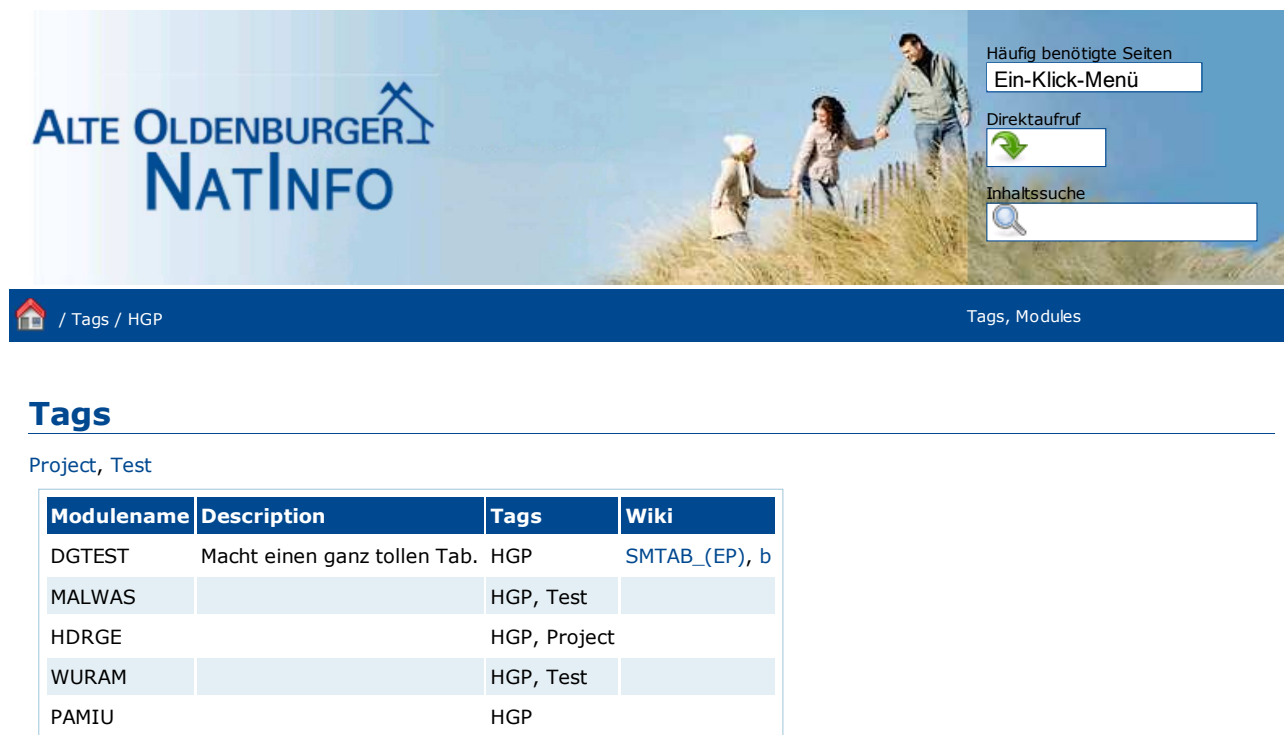 ALTE OLDENBURGER
NATINFO
Häufig benötigte Seiten
Ein-Klick-Menü
Direktaufruf
Inhaltssuche
/ Tags / HGP
Tags, Modules
Tags
Project, Test
Modulename Description Tags Wiki
DGTEST Macht einen ganz tollen Tab. HGP SMTAB_(EP), b
MALWAS HGP, Test
HDRGE HGP, Project
WURAM HGP, Test
PAMIU HGP